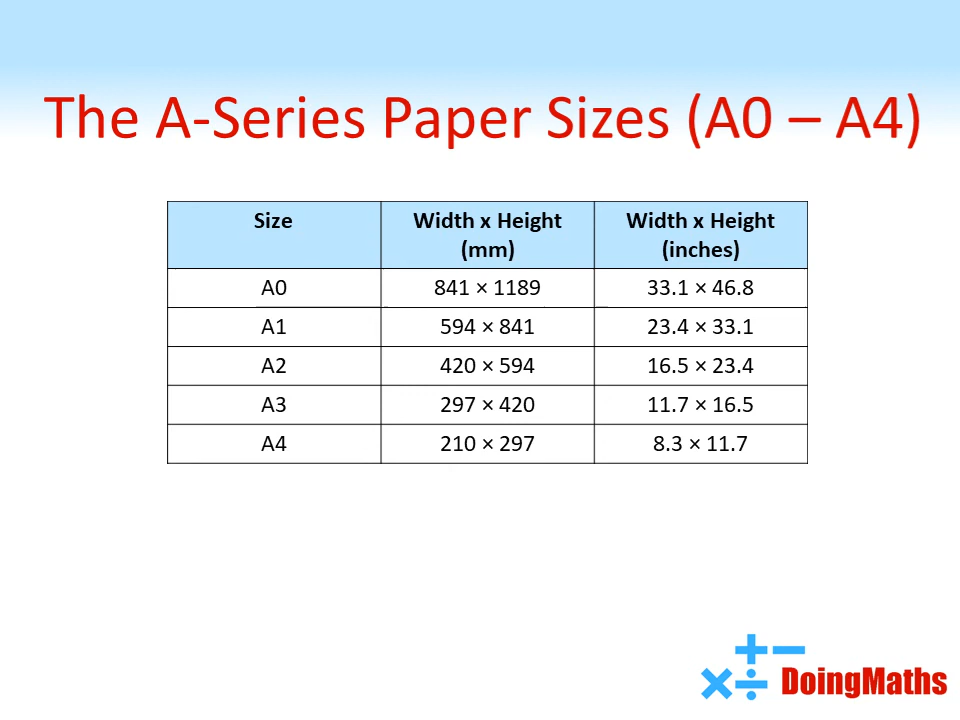 The A-Series Paper Sizes (A0 – A4)
Size Width x Height (mm) Width x Height (inches)
A0 841 × 1189 33.1 × 46.8
A1 594 × 841 23.4 × 33.1
A2 420 × 594 16.5 × 23.4
A3 297 × 420 11.7 × 16.5
A4 210 × 297 8.3 × 11.7
DoingMaths